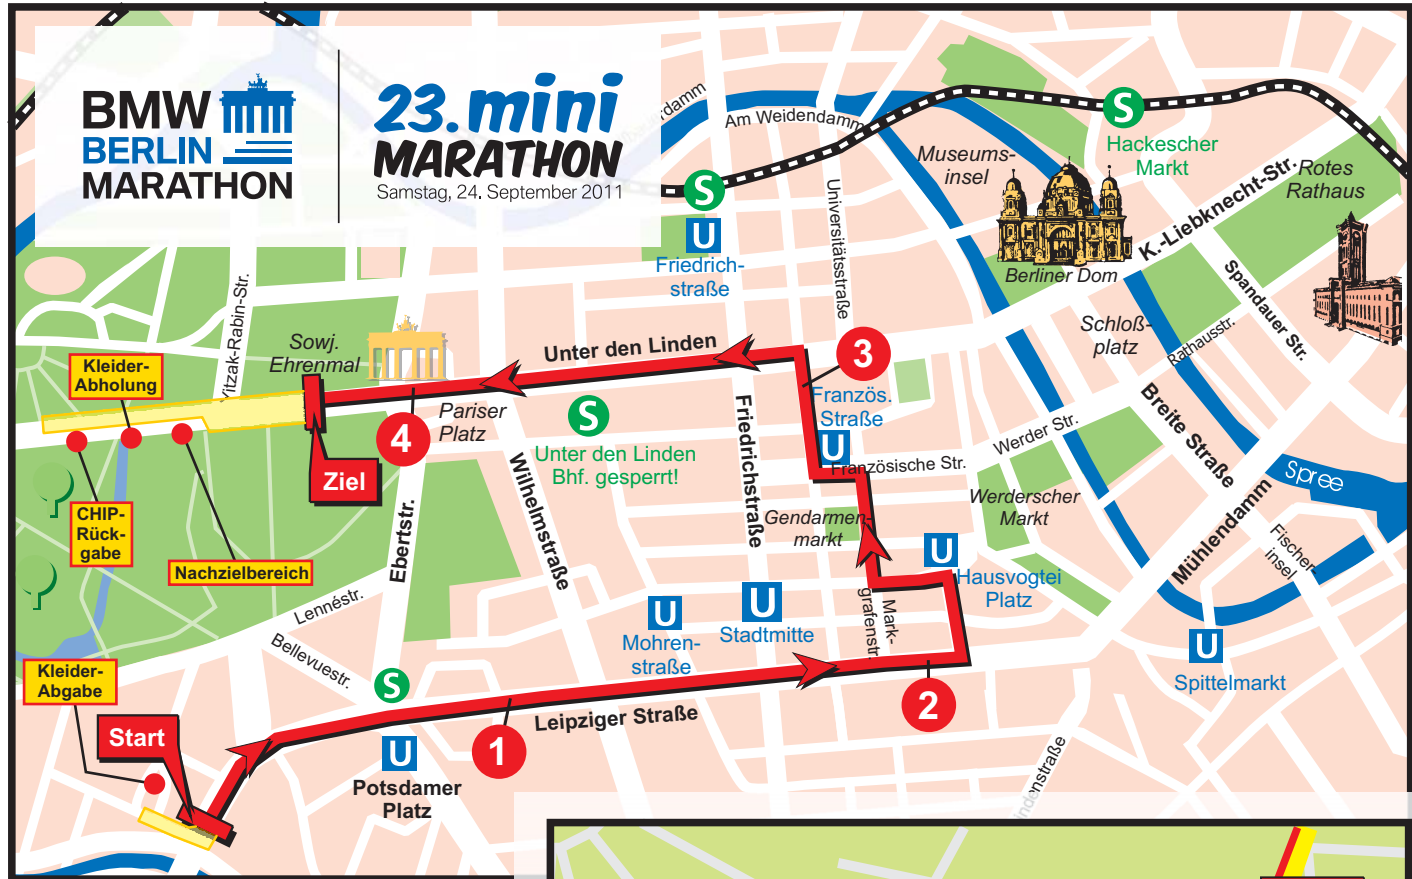 BMW
BERLIN
MARATHON
23.mini
MARATHON
Samstag, 24. September 2011
Am Weidendamm
S
Hackescher
Markt
Museums-
insel
Rotes
Rathaus
K.-Liebknecht-Str.
S
U
Friedrich-
straße
Universitätsstraße
Berliner Dom
Spandauer Str.
Yitzak-Rabin-Str.
Sowj.
Ehrenmal
Schloß-
platz
Rathausstr.
Unter den Linden
3
Kleider-
Abholung
Französ.
Straße
U
Pariser
Platz
4
S
Unter den Linden
Bhf. gesperrt!
Friedrichstraße
Breite Straße
Werder Str.
Französische Str.
Spree
Ziel
Wilhelmstraße
Werderscher
Markt
Mühlendamm
CHIP-
Rück-
gabe
Gendarmen-
markt
Ebertstr.
Fischer
insel
Nachzielbereich
U
Hausvogtei
Platz
Lennéstr.
U
Mohren-
straße
U
Stadtmitte
Mark-
grafenstr.
U
Spittelmarkt
Bellevuestr.
Kleider-
Abgabe
S
2
Start
1
Leipziger Straße
U
Potsdamer
Platz